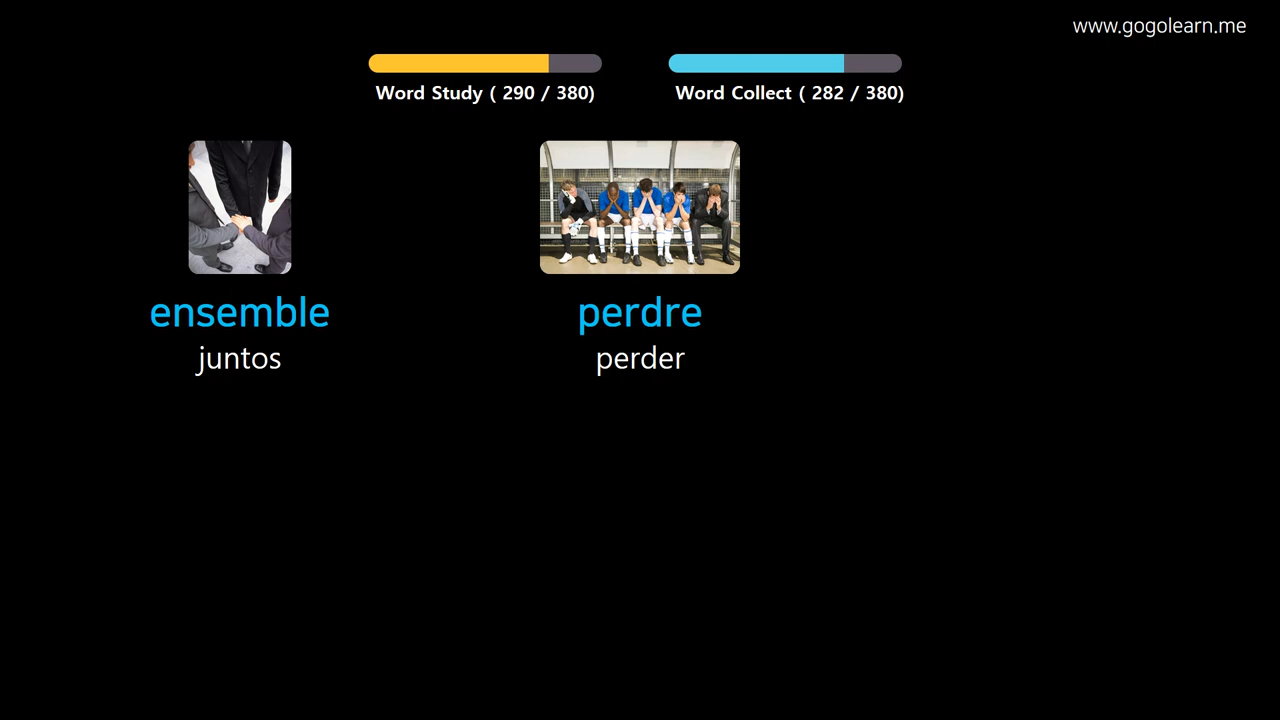 www.gogolearn.me
Word Study ( 290 / 380)
Word Collect ( 282 / 380)
ensemble
juntos
perdre
perder